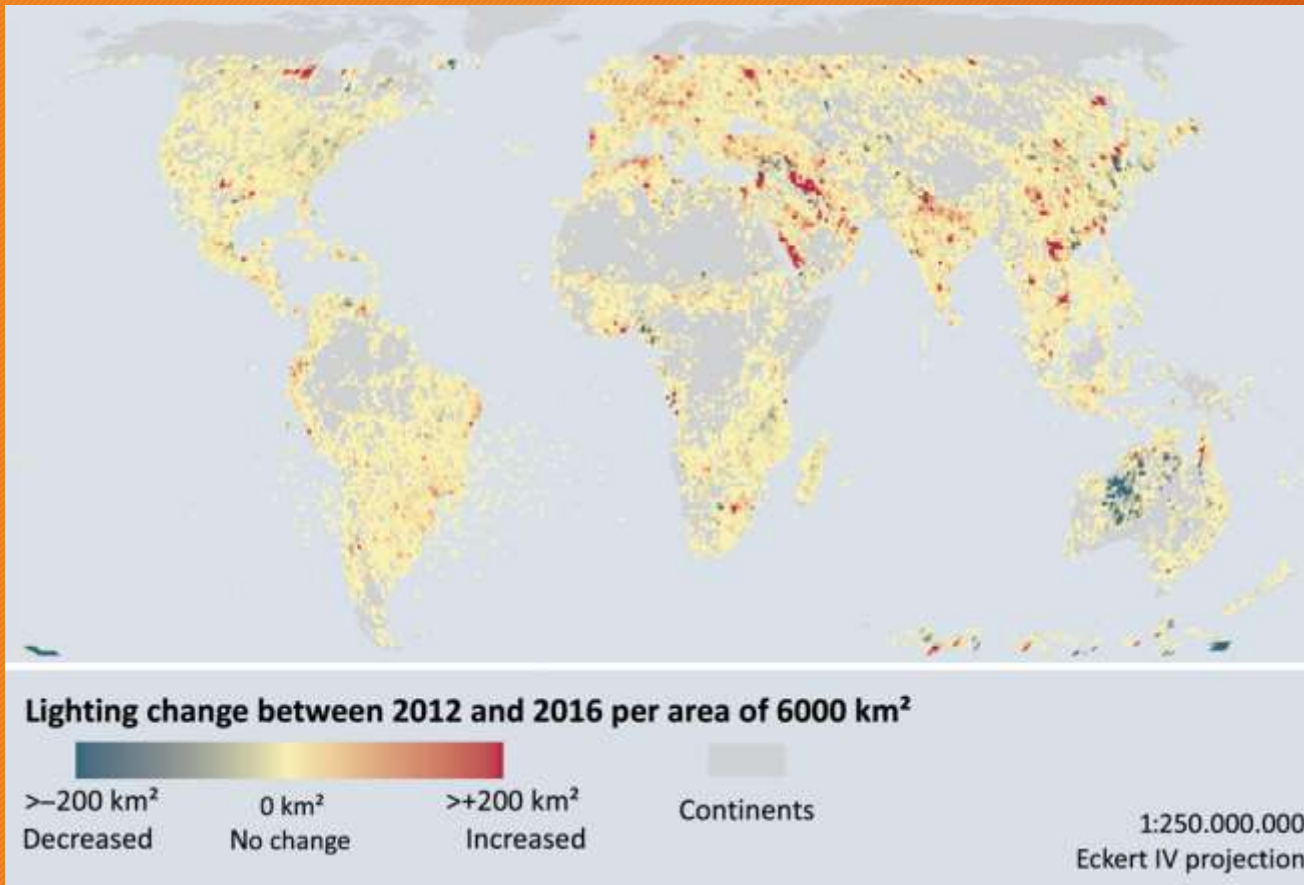 Lighting change between 2012 and 2016 per area of 6000 km²
>−200 km² 0 km² >+200 km² Continents
Decreased No change Increased
1:250.000.000
Eckert IV projection